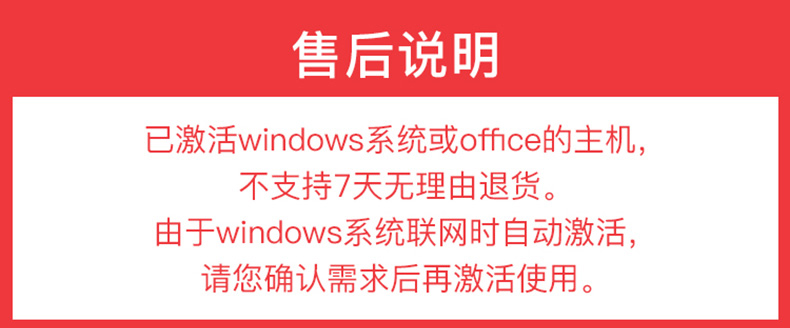 售后说明
已激活windows系统或office的主机，
不支持7天无理由退货。
由于windows系统联网时自动激活，
请您确认需求后再激活使用。